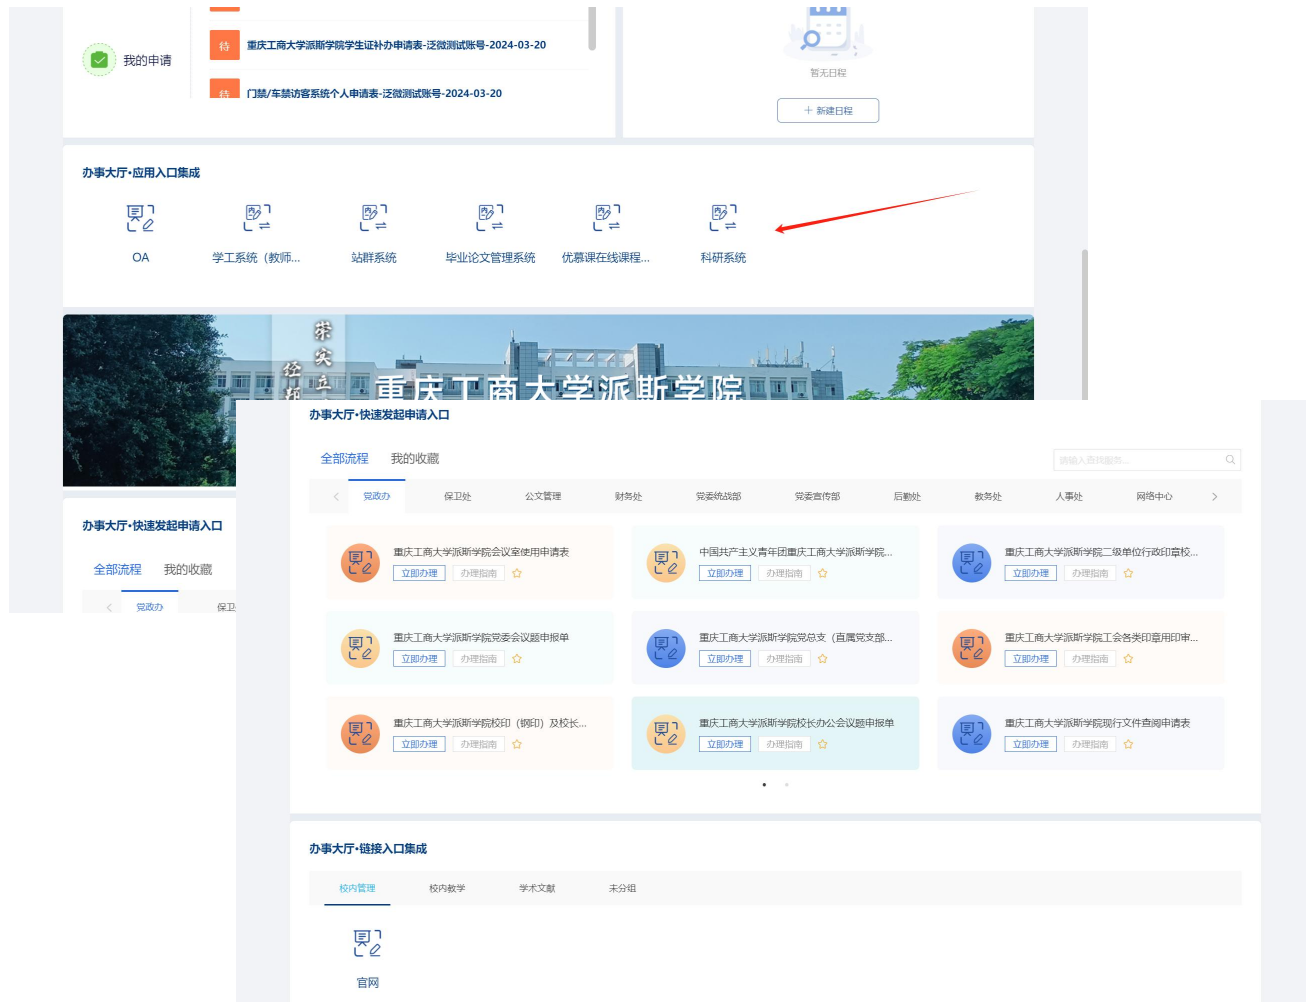 待
重庆工商大学派斯学院学生证补办申请表-泛微测试账号-2024-03-20
我的申请
待
门禁/车禁访客系统个人申请表-泛微测试账号-2024-03-20
暂无日程
+ 新建日程
办事大厅•应用入口集成
OA
学工系统（教师...
站群系统
毕业论文管理系统
优慕课在线课程...
科研系统
重庆工商大学派斯学院
办事大厅•快速发起申请入口
全部流程
我的收藏
党政办
保卫
办事大厅•快速发起申请入口
全部流程
我的收藏
请输入查找服务...
党政办
保卫处
公文管理
财务处
党委统战部
党委宣传部
后勤处
教务处
人事处
网络中心
重庆工商大学派斯学院会议室使用申请表
立即办理
办理指南
中国共产主义青年团重庆工商大学派斯学院...
立即办理
办理指南
重庆工商大学派斯学院二级单位行政印章校...
立即办理
办理指南
重庆工商大学派斯学院党委会议题申报单
立即办理
办理指南
重庆工商大学派斯学院党总支（直属党支部...
立即办理
办理指南
重庆工商大学派斯学院工会各类印章用印审...
立即办理
办理指南
重庆工商大学派斯学院校印（钢印）及校长...
立即办理
办理指南
重庆工商大学派斯学院校长办公会议题申报单
立即办理
办理指南
重庆工商大学派斯学院现行文件查阅申请表
立即办理
办理指南
办事大厅•链接入口集成
校内管理
校内教学
学术文献
未分组
官网